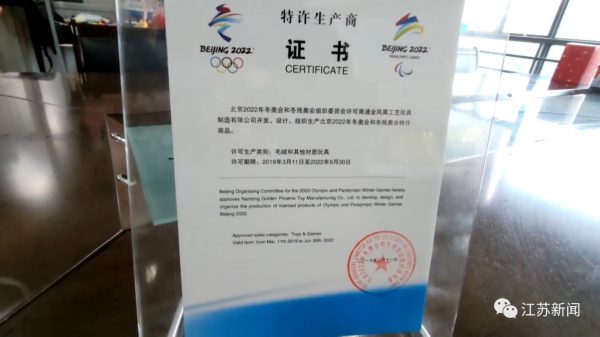 特许生产商
BEIJING 2022
证书
CERTIFICATE
BEIJING 2022
PARALYMPIC GAMES
北京2022年冬奥会和冬残奥会组织委员会许可南通金凤凰工艺玩具
制造有限公司开发、设计、组织生产北京2022年冬奥会和冬残奥会特许
商品。
许可生产类别：毛绒和其他材质玩具
许可期限：2019年3月11日至2022年6月30日
Beijing Organising Committee for the 2022 Olympic and Paralympic Winter Games hereby
approves Nantong Golden Phoenix Toy Manufacturing Co., Ltd. to develop, design, and
organize the production of licensed products of Olympic and Paralympic Winter Games
Beijing 2022.
Approved sales categories: Toys & Games
Valid term: from Mar. 11th 2019 to Jun 30th, 2022
江苏新闻